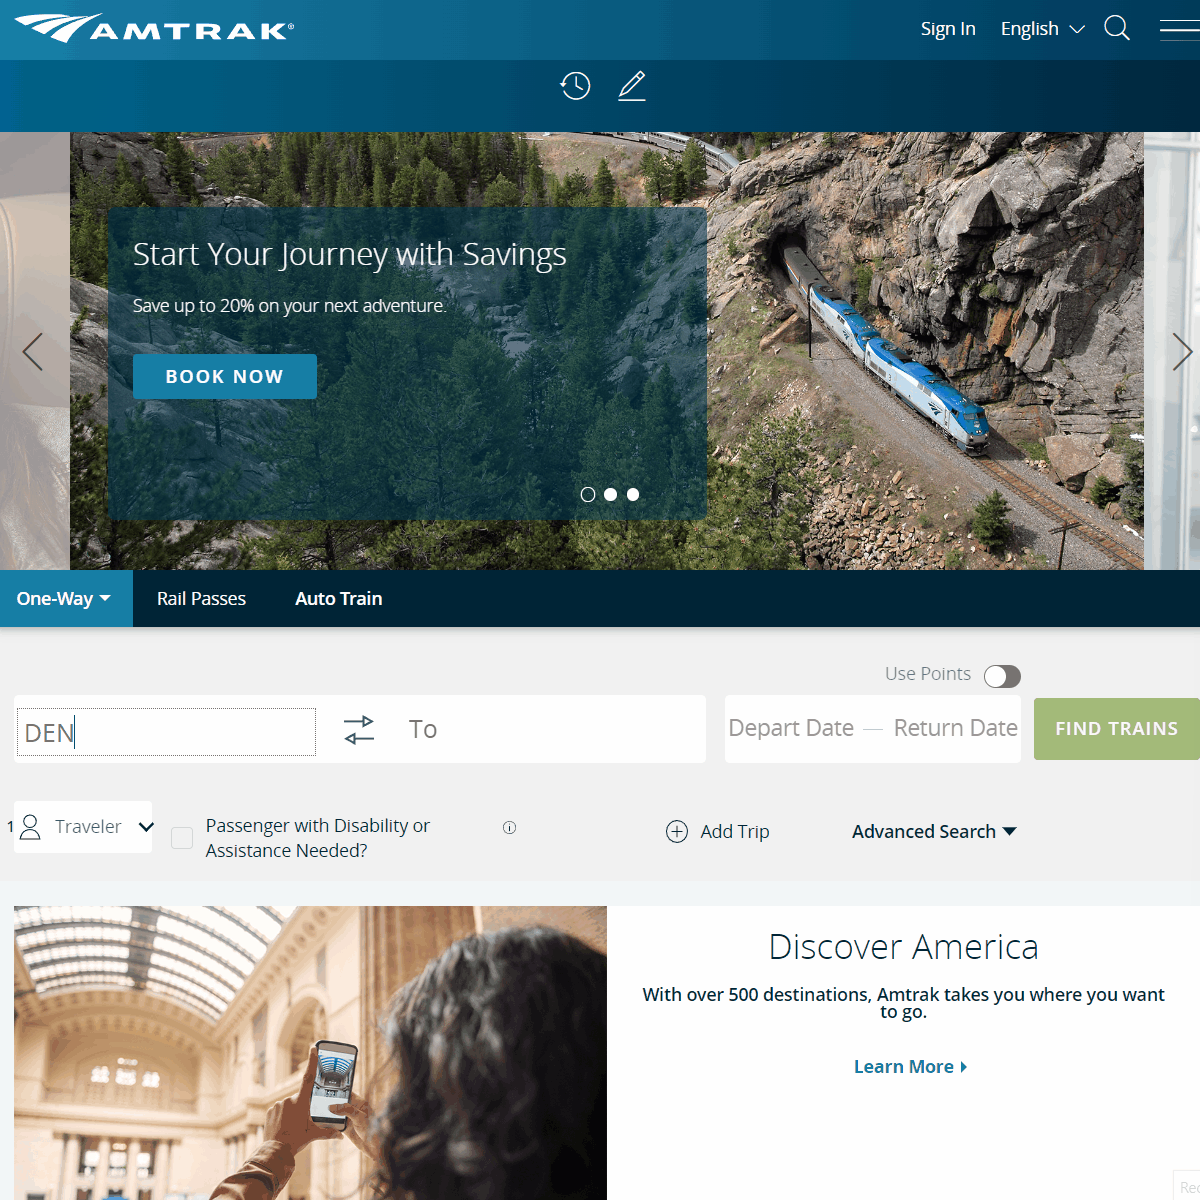 AMTRAK
Sign In
English
Start Your Journey with Savings
Save up to 20% on your next adventure.
BOOK NOW
One-Way
Rail Passes
Auto Train
Use Points
DEN
To
Depart Date — Return Date
FIND TRAINS
1
Traveler
Passenger with Disability or
Assistance Needed?
Add Trip
Advanced Search
Discover America
With over 500 destinations, Amtrak takes you where you want
to go.
Learn More